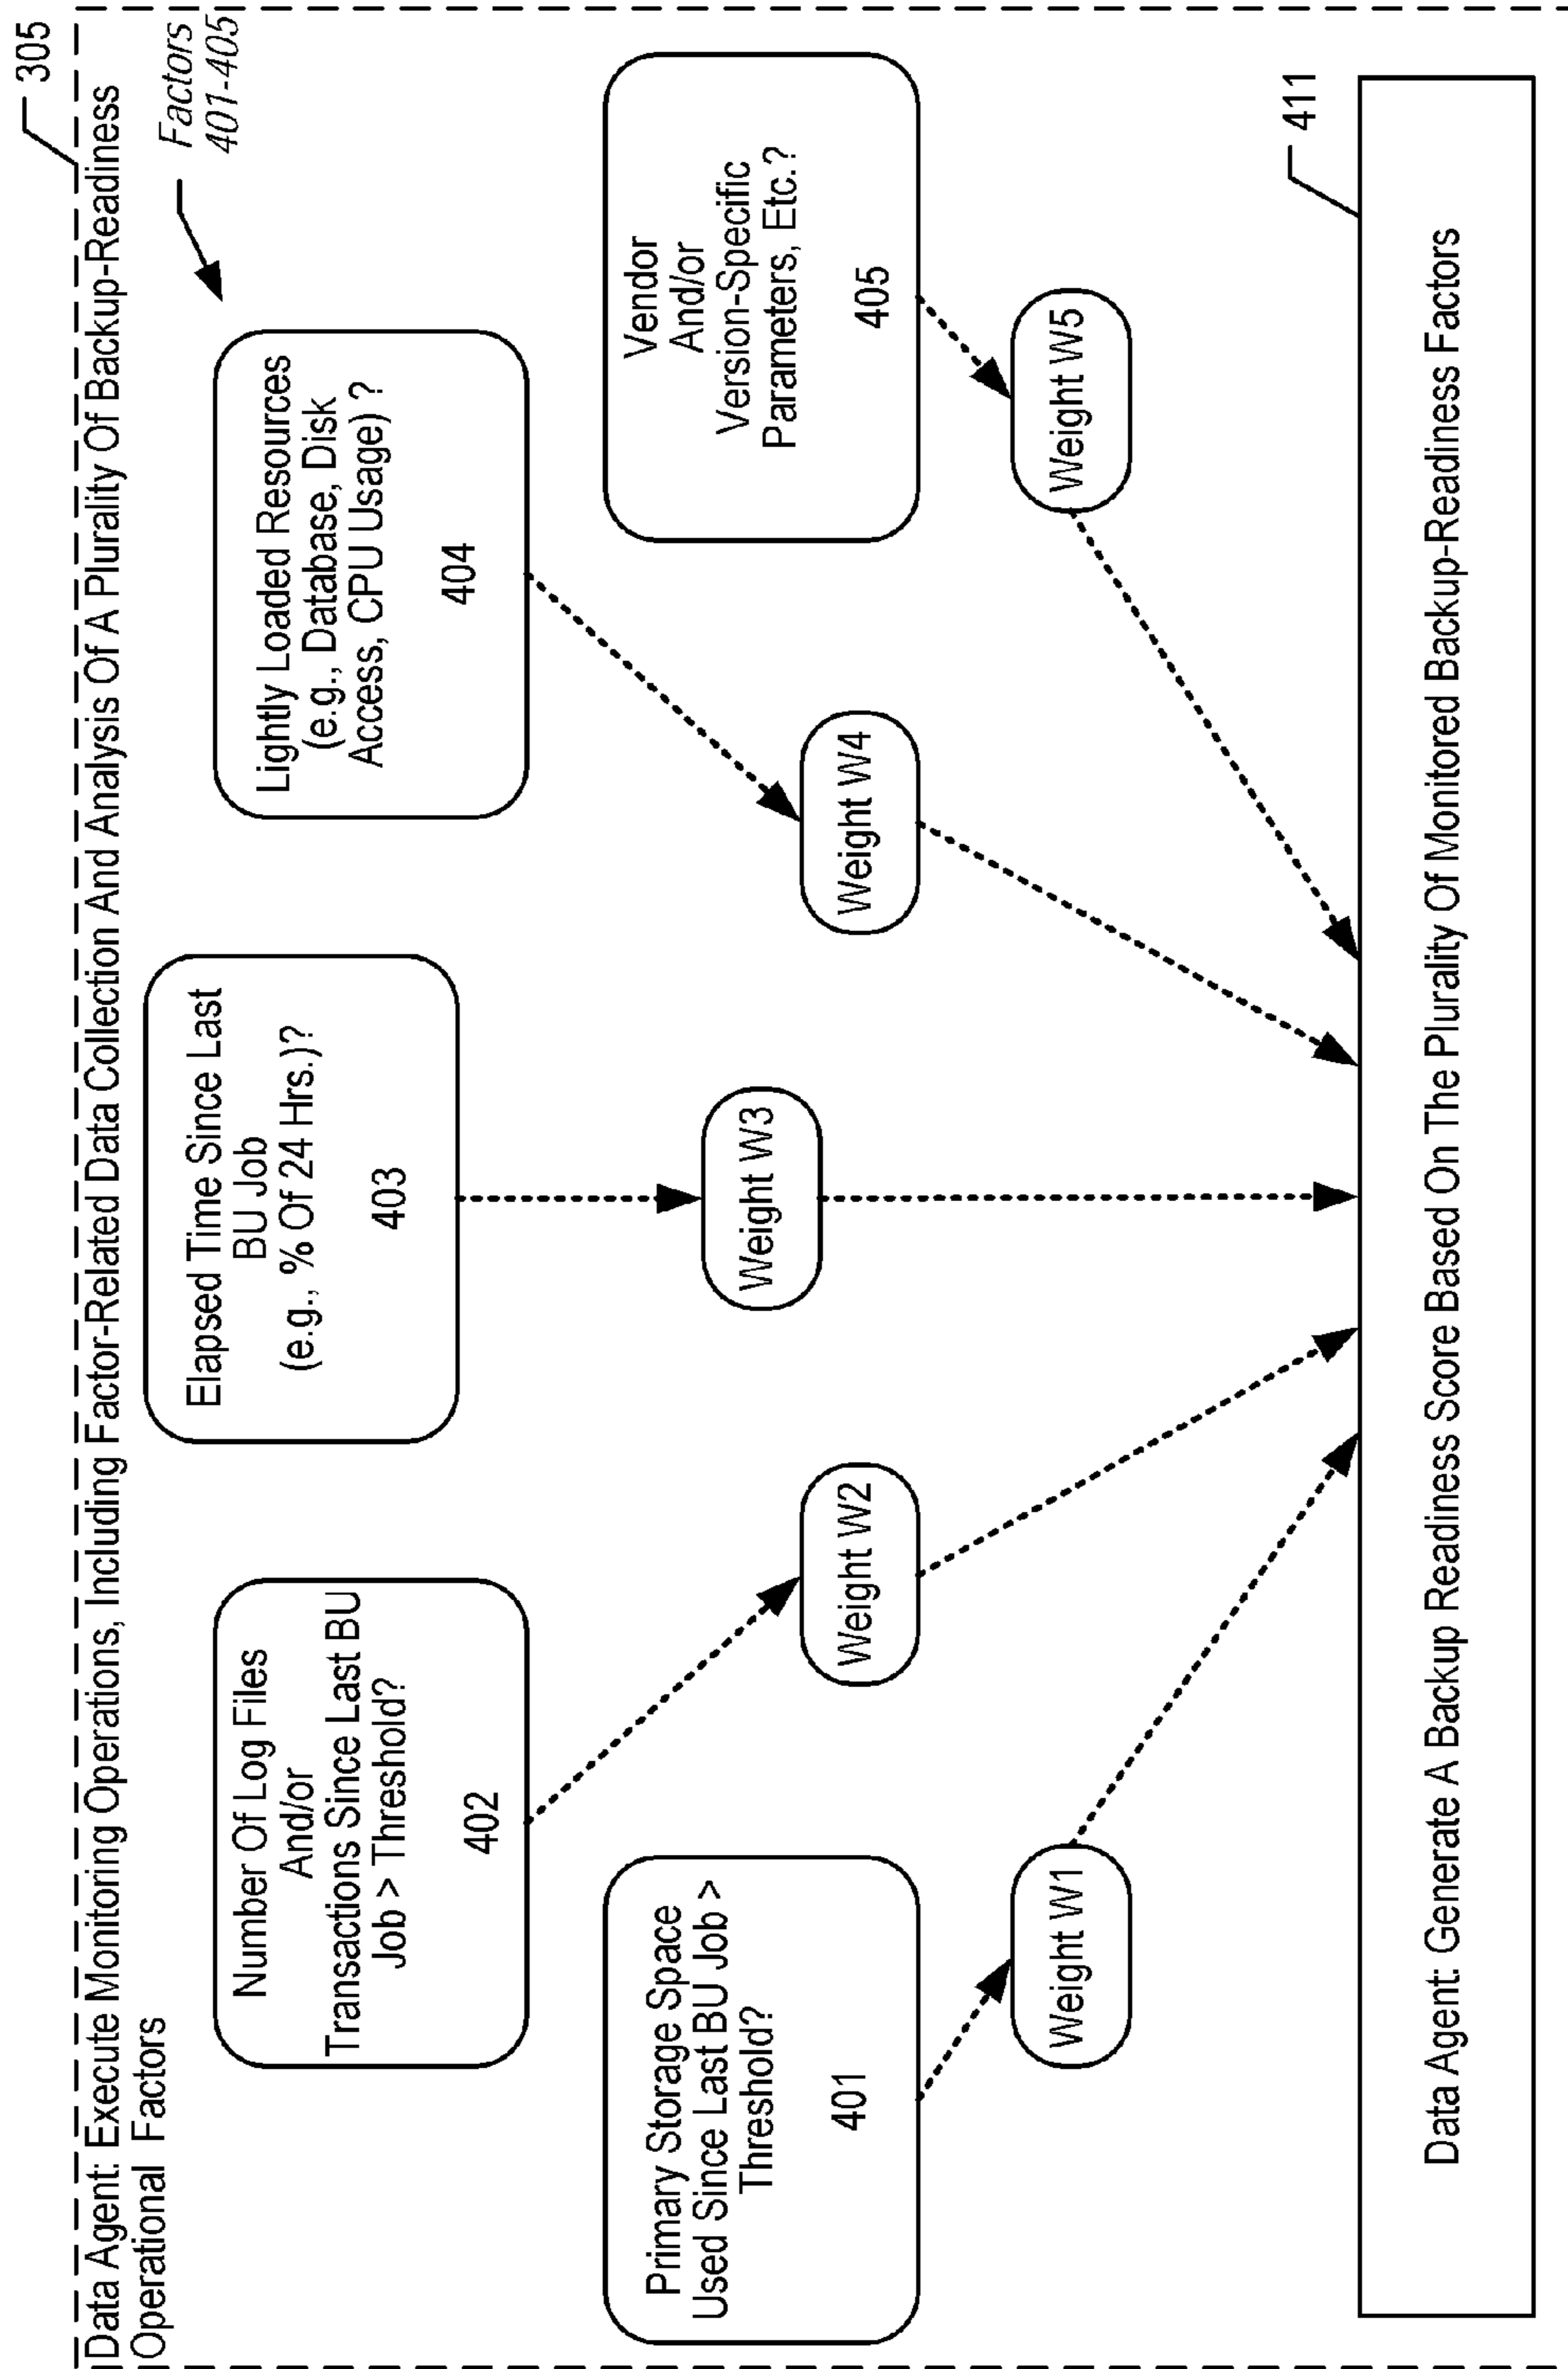 305
Data Agent: Execute Monitoring Operations, Including Factor-Related Data Collection And Analysis Of A Plurality Of Backup-Readiness
Operational Factors
Factors
401-405
Elapsed Time Since Last
BU Job
(e.g., % Of 24 Hrs.)?
403
Number Of Log Files
And/or
Transactions Since Last BU
Job > Threshold?
402
Lightly Loaded Resources
(e.g., Database, Disk
Access, CPU Usage) ?
404
Primary Storage Space
Used Since Last BU Job >
Threshold?
401
Vendor
And/or
Version-Specific
Parameters, Etc.?
405
Weight W1
Weight W2
Weight W3
Weight W4
Weight W5
411
Data Agent: Generate A Backup Readiness Score Based On The Plurality Of Monitored Backup-Readiness Factors